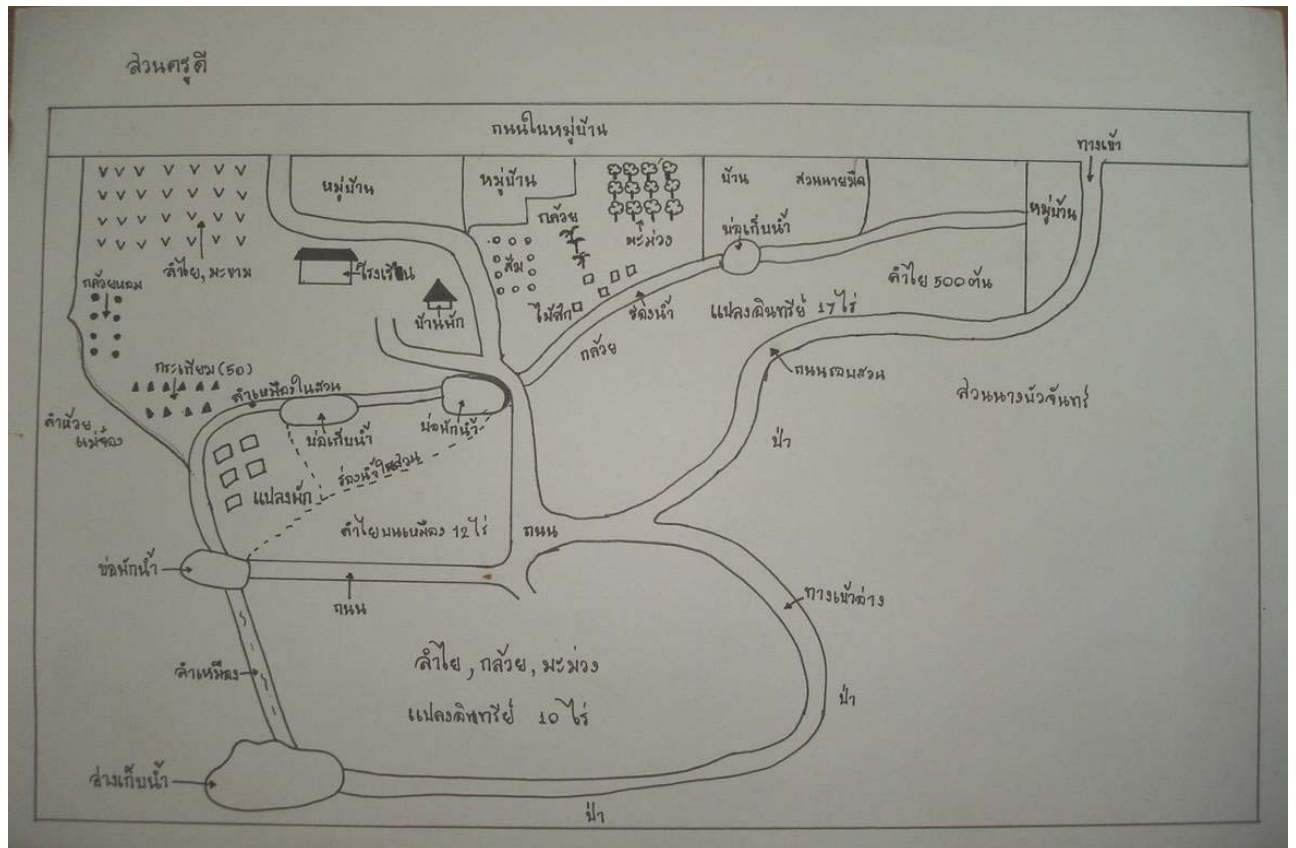 สวนครูดี
ถนนในหมู่บ้าน
ทางเข้า
หมู่บ้าน
หมู่บ้าน
บ้าน
สวนนายมืด
หมู่บ้าน
กล้วย
มะม่วง
บ่อเก็บน้ำ
ส้ม
ลำไย, มะขาม
โรงเรือน
ลำไย 500 ต้น
กล้วยหอม
ไม้สัก
ร่องน้ำ
แปลงอินทรีย์ 17 ไร่
บ้านพัก
กล้วย
กระเทียม (50)
ถนนรอบสวน
ลำเหมืองในสวน
สวนนางบัวจันทร์
ลำห้วย
แม่จ้อง
บ่อเก็บน้ำ
บ่อพักน้ำ
ป่า
ร่องน้ำในสวน
แปลงผัก
ลำไยบนเหมือง 12 ไร่
ถนน
บ่อพักน้ำ
ถนน
ทางเข้าล่าง
ลำไย, กล้วย, มะม่วง
ลำเหมือง
ป่า
แปลงอินทรีย์ 10 ไร่
อ่างเก็บน้ำ
ป่า